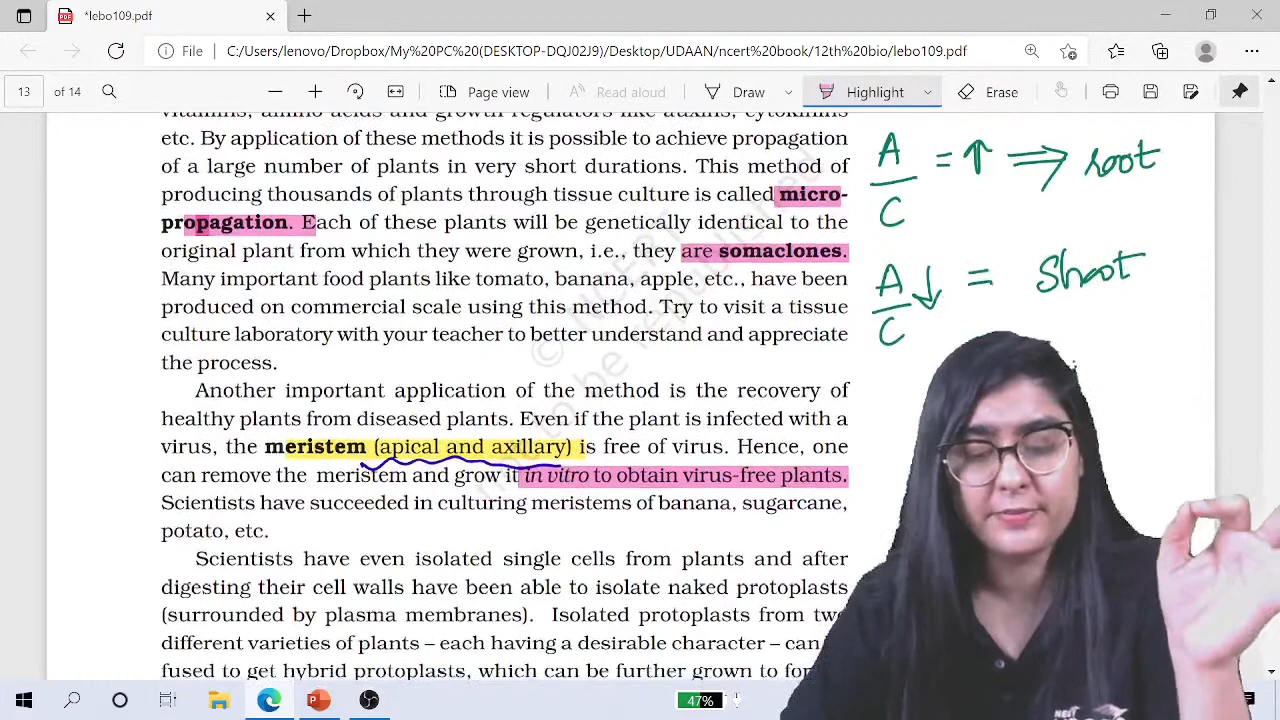 *lebo109.pdf
File
C:/Users/lenovo/Dropbox/My%20PC%20(DESKTOP-DQJ02J9)/Desktop/UDAAN/ncert%20book/12th%20bio/lebo109.pdf
13 of 14
Page view
Read aloud
Draw
Highlight
Erase
vitamins, amino acids and growth regulators like auxins, cytokinins
etc. By application of these methods it is possible to achieve propagation
of a large number of plants in very short durations. This method of
producing thousands of plants through tissue culture is called micro-
propagation. Each of these plants will be genetically identical to the
original plant from which they were grown, i.e., they are somaclones.
Many important food plants like tomato, banana, apple, etc., have been
produced on commercial scale using this method. Try to visit a tissue
culture laboratory with your teacher to better understand and appreciate
the process.
Another important application of the method is the recovery of
healthy plants from diseased plants. Even if the plant is infected with a
virus, the meristem (apical and axillary) is free of virus. Hence, one
can remove the meristem and grow it in vitro to obtain virus-free plants.
Scientists have succeeded in culturing meristems of banana, sugarcane,
potato, etc.
Scientists have even isolated single cells from plants and after
digesting their cell walls have been able to isolate naked protoplasts
(surrounded by plasma membranes). Isolated protoplasts from two
different varieties of plants – each having a desirable character – can
fused to get hybrid protoplasts, which can be further grown to form
A
= ↑ ⇒ root
C
A ↓ = Shoot
C
47%